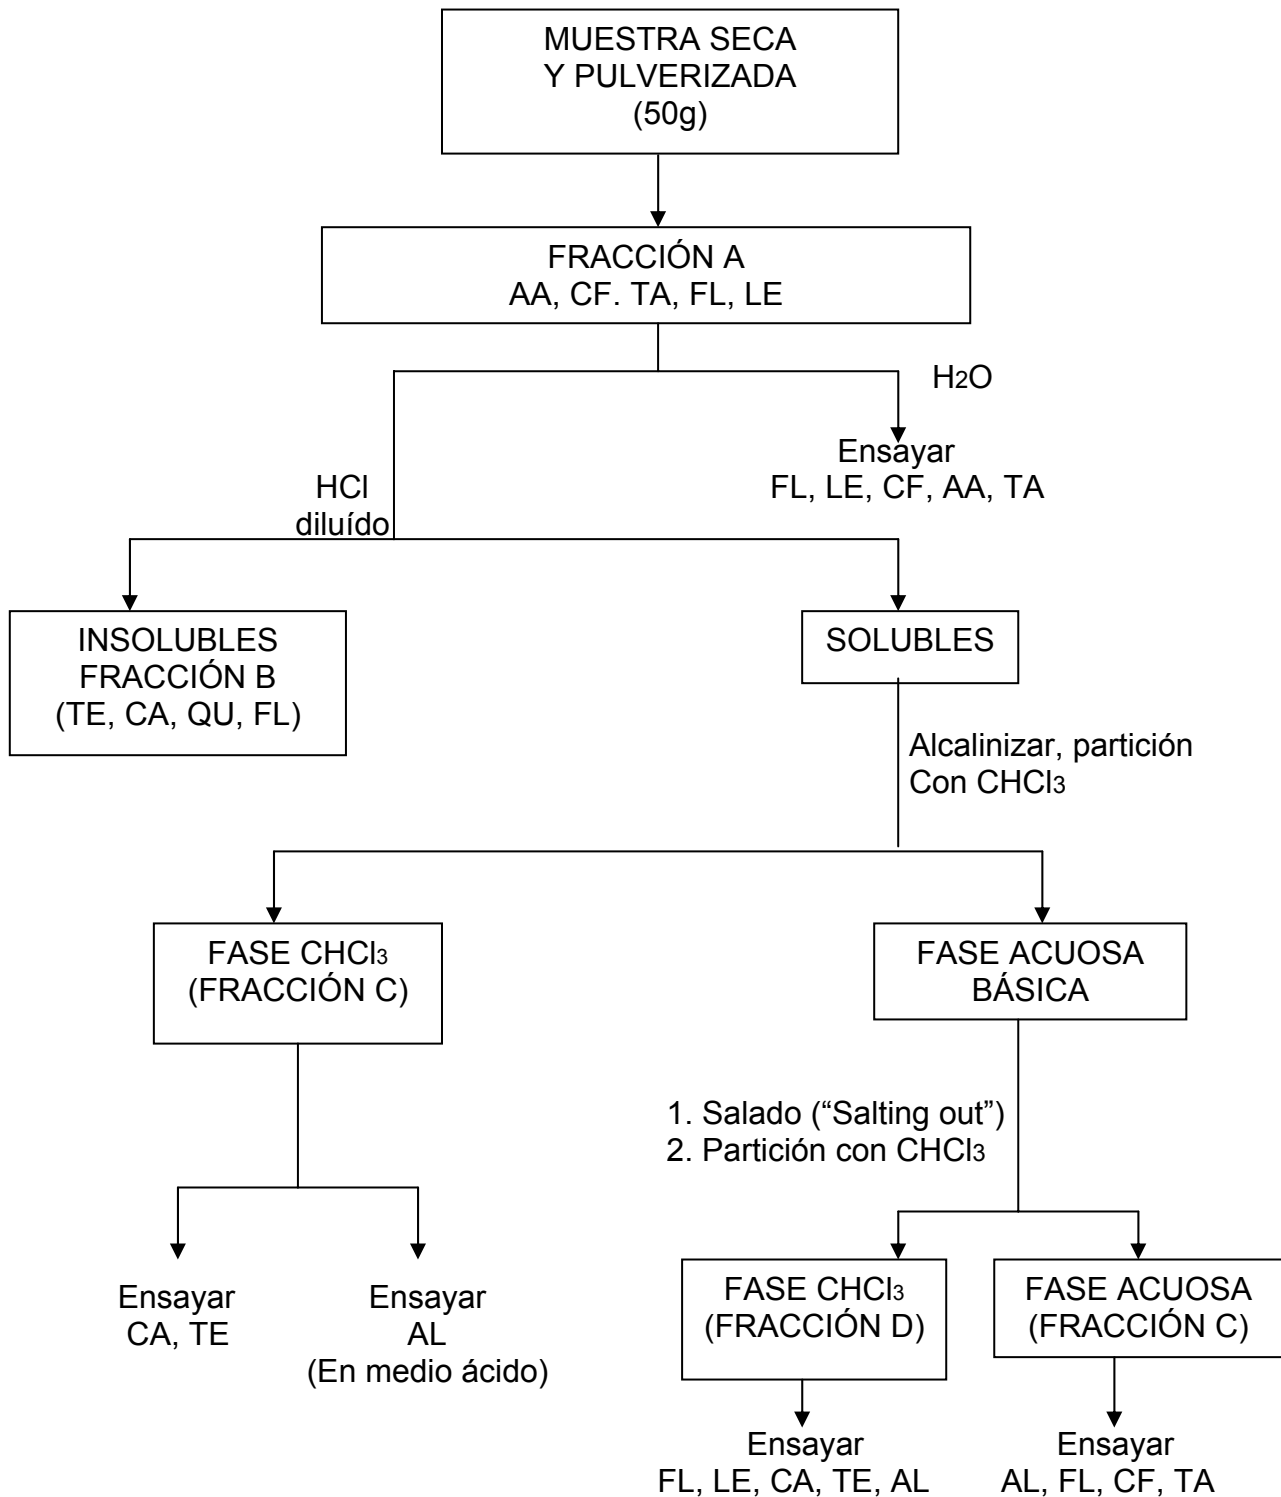 MUESTRA SECA
Y PULVERIZADA
(50g)
FRACCIÓN A
AA, CF. TA, FL, LE
H2O
Ensayar
FL, LE, CF, AA, TA
HCl
diluído
INSOLUBLES
FRACCIÓN B
(TE, CA, QU, FL)
SOLUBLES
Alcalinizar, partición
Con CHCl3
FASE CHCl3
(FRACCIÓN C)
FASE ACUOSA
BÁSICA
1. Salado (“Salting out”)
2. Partición con CHCl3
Ensayar
CA, TE
Ensayar
AL
(En medio ácido)
FASE CHCl3
(FRACCIÓN D)
FASE ACUOSA
(FRACCIÓN C)
Ensayar
FL, LE, CA, TE, AL
Ensayar
AL, FL, CF, TA